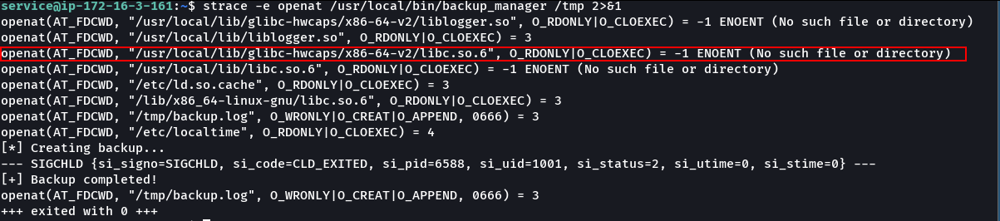 service@ip-172-16-3-161:~$ strace -e openat /usr/local/bin/backup_manager /tmp 2>&1
openat(AT_FDCWD, "/usr/local/lib/glibc-hwcaps/x86-64-v2/liblogger.so", O_RDONLY|O_CLOEXEC) = -1 ENOENT (No such file or directory)
openat(AT_FDCWD, "/usr/local/lib/liblogger.so", O_RDONLY|O_CLOEXEC) = 3
openat(AT_FDCWD, "/usr/local/lib/glibc-hwcaps/x86-64-v2/libc.so.6", O_RDONLY|O_CLOEXEC) = -1 ENOENT (No such file or directory)
openat(AT_FDCWD, "/usr/local/lib/libc.so.6", O_RDONLY|O_CLOEXEC) = -1 ENOENT (No such file or directory)
openat(AT_FDCWD, "/etc/ld.so.cache", O_RDONLY|O_CLOEXEC) = 3
openat(AT_FDCWD, "/lib/x86_64-linux-gnu/libc.so.6", O_RDONLY|O_CLOEXEC) = 3
openat(AT_FDCWD, "/tmp/backup.log", O_WRONLY|O_CREAT|O_APPEND, 0666) = 3
openat(AT_FDCWD, "/etc/localtime", O_RDONLY|O_CLOEXEC) = 4
[*] Creating backup...
--- SIGCHLD {si_signo=SIGCHLD, si_code=CLD_EXITED, si_pid=6588, si_uid=1001, si_status=2, si_utime=0, si_stime=0} ---
[+] Backup completed!
openat(AT_FDCWD, "/tmp/backup.log", O_WRONLY|O_CREAT|O_APPEND, 0666) = 3
+++ exited with 0 +++